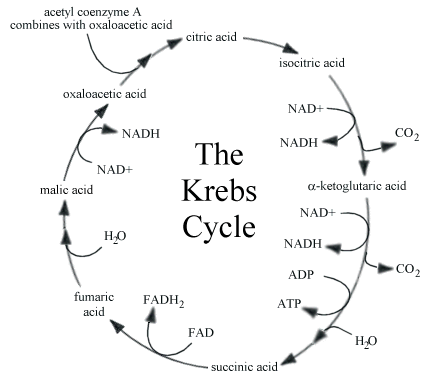 acetyl coenzyme A
combines with oxaloacetic acid
citric acid
isocitric acid
oxaloacetic acid
NAD+
NADH
CO2
NADH
NAD+
The
Krebs
Cycle
malic acid
α-ketoglutaric acid
NAD+
NADH
CO2
H2O
ADP
ATP
H2O
fumaric
acid
FADH2
FAD
succinic acid